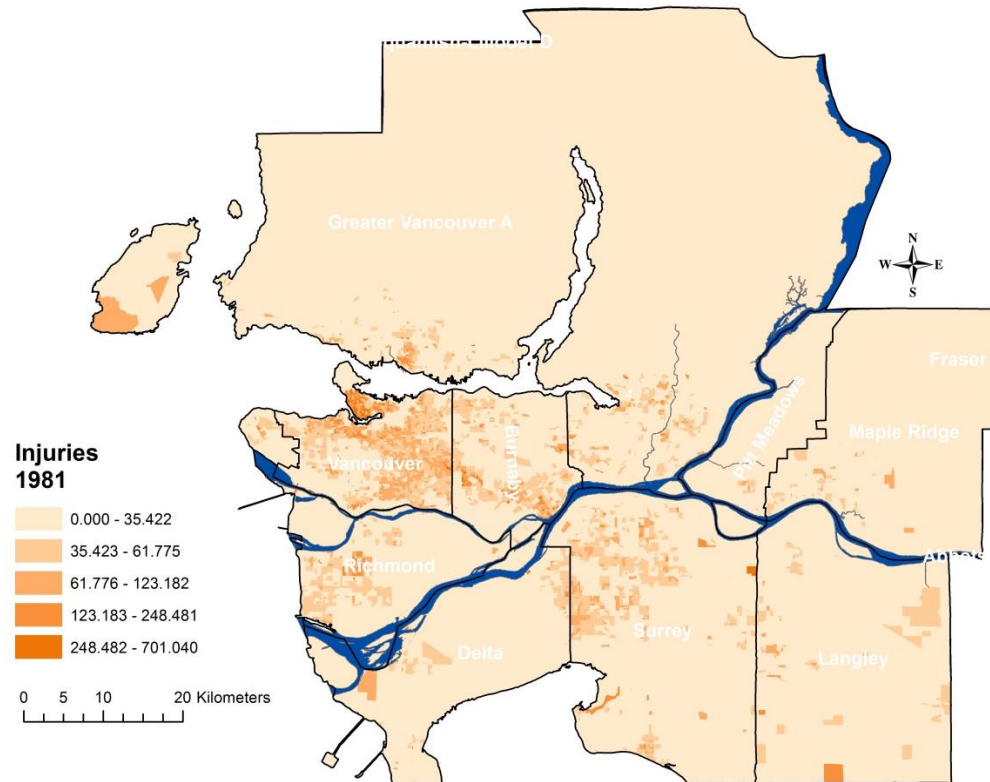 Greater Vancouver A
N
W E
S
Fraser
Pitt Meadows
Maple Ridge
Burnaby
Vancouver
Richmond
Delta
Surrey
Langley
Injuries
1981
0.000 - 35.422
35.423 - 61.775
61.776 - 123.182
123.183 - 248.481
248.482 - 701.040
0 5 10 20 Kilometers